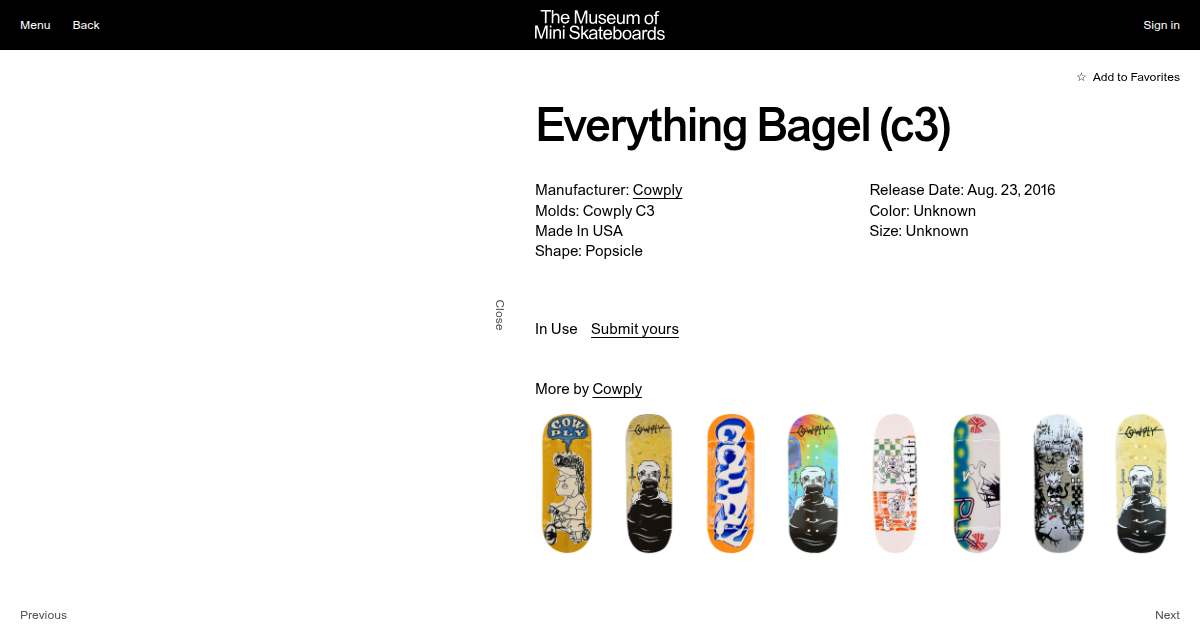 Menu
Back
The Museum of
Mini Skateboards
Sign in
☆ Add to Favorites
Everything Bagel (c3)
Manufacturer: Cowply
Molds: Cowply C3
Made In USA
Shape: Popsicle
Release Date: Aug. 23, 2016
Color: Unknown
Size: Unknown
Close
In Use
Submit yours
More by Cowply
COW
PLY
COWPLY
COWPLY
COWPLY
Previous
Next